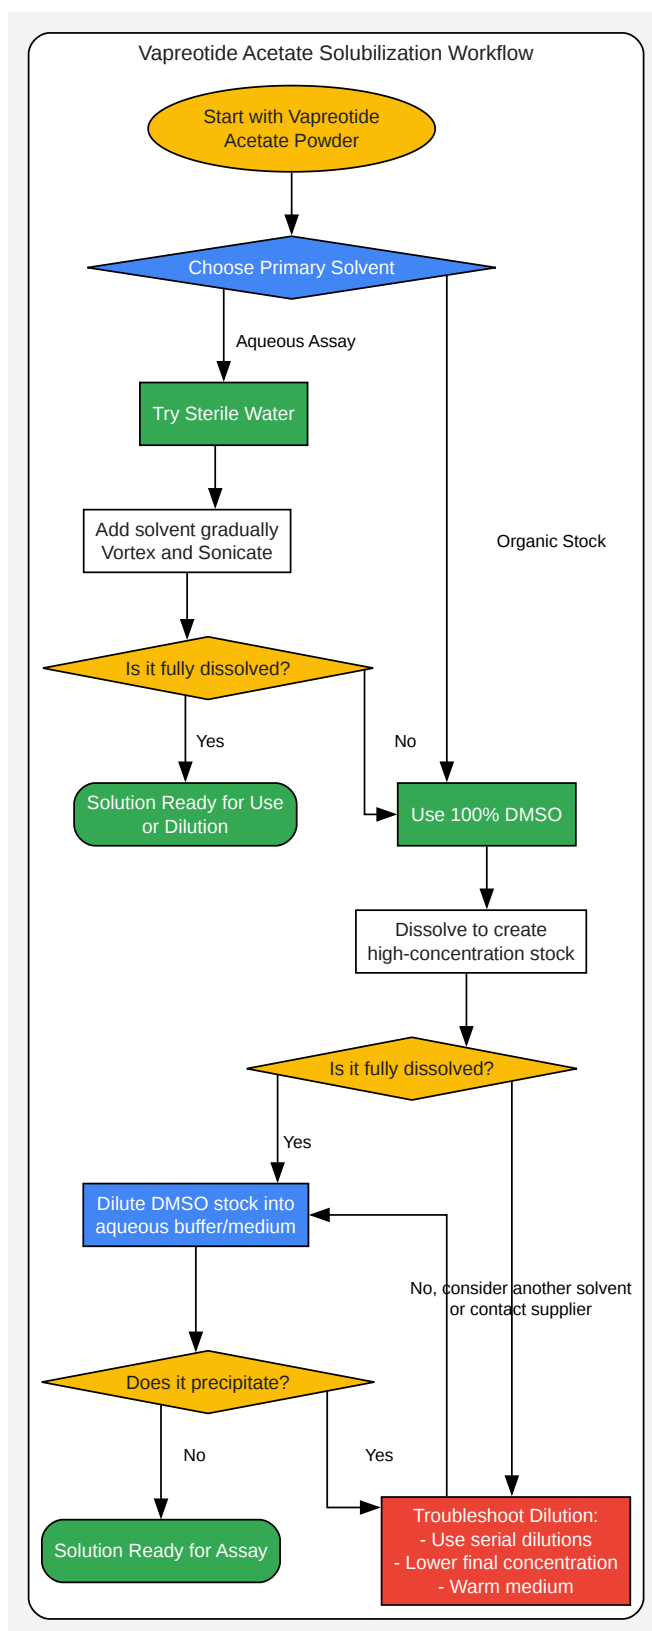 Vapreotide Acetate Solubilization Workflow
Start with Vapreotide
Acetate Powder
Choose Primary Solvent
Aqueous Assay
Try Sterile Water
Add solvent gradually
Vortex and Sonicate
Organic Stock
Is it fully dissolved?
Yes
No
Solution Ready for Use
or Dilution
Use 100% DMSO
Dissolve to create
high-concentration stock
Is it fully dissolved?
Yes
Dilute DMSO stock into
aqueous buffer/medium
No, consider another solvent
or contact supplier
Does it precipitate?
No
Yes
Solution Ready for Assay
Troubleshoot Dilution:
- Use serial dilutions
- Lower final concentration
- Warm medium